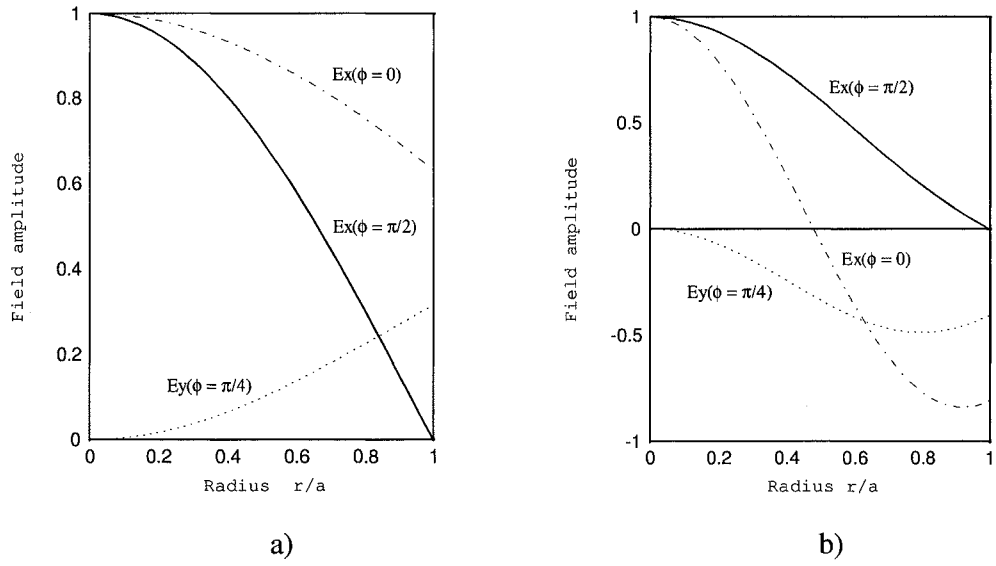 1
0.8
0.6
0.4
0.2
0
Field amplitude
Ex(ϕ = 0)
Ex(ϕ = π/2)
Ey(ϕ = π/4)
0 0.2 0.4 0.6 0.8 1
Radius r/a
a)
1
0.5
0
-0.5
-1
Field amplitude
Ex(ϕ = π/2)
Ex(ϕ = 0)
Ey(ϕ = π/4)
0 0.2 0.4 0.6 0.8 1
Radius r/a
b)